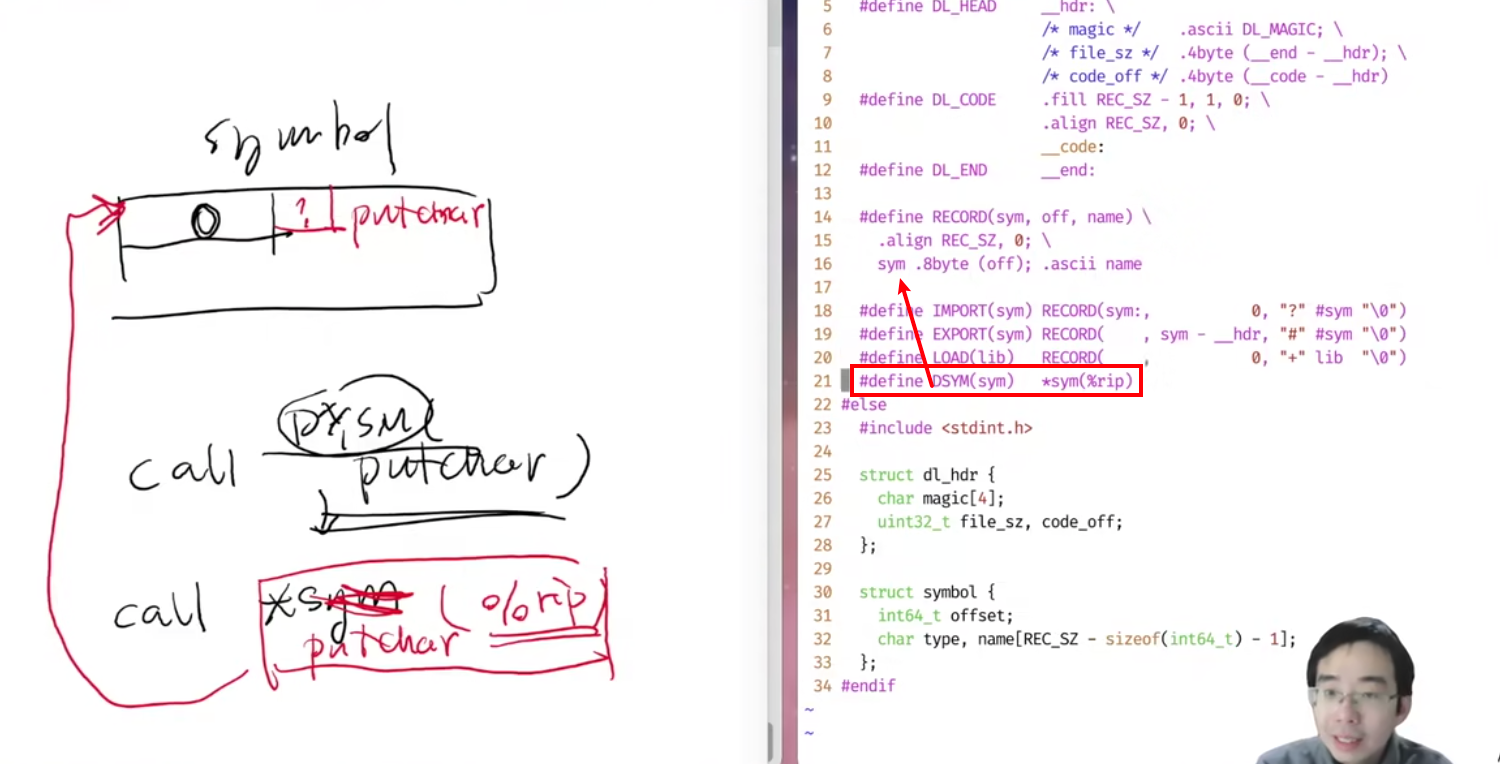 symbol
0 ? putchar
call DSYM(
putchar)
call *sym (%rip)
putchar
5 #define DL_HEAD __hdr: \
6 /* magic */ .ascii DL_MAGIC; \
7 /* file_sz */ .4byte (__end - __hdr); \
8 /* code_off */ .4byte (__code - __hdr)
9 #define DL_CODE .fill REC_SZ - 1, 1, 0; \
10 .align REC_SZ, 0; \
11 __code:
12 #define DL_END __end:
13
14 #define RECORD(sym, off, name) \
15 .align REC_SZ, 0; \
16 sym .8byte (off); .ascii name
17
18 #define IMPORT(sym) RECORD(sym:, 0, "?" #sym "\0")
19 #define EXPORT(sym) RECORD( , sym - __hdr, "#" #sym "\0")
20 #define LOAD(lib) RECORD( , 0, "+" lib "\0")
21 #define DSYM(sym) *sym(%rip)
22 #else
23 #include <stdint.h>
24
25 struct dl_hdr {
26 char magic[4];
27 uint32_t file_sz, code_off;
28 };
29
30 struct symbol {
31 int64_t offset;
32 char type, name[REC_SZ - sizeof(int64_t) - 1];
33 };
34 #endif
~
~